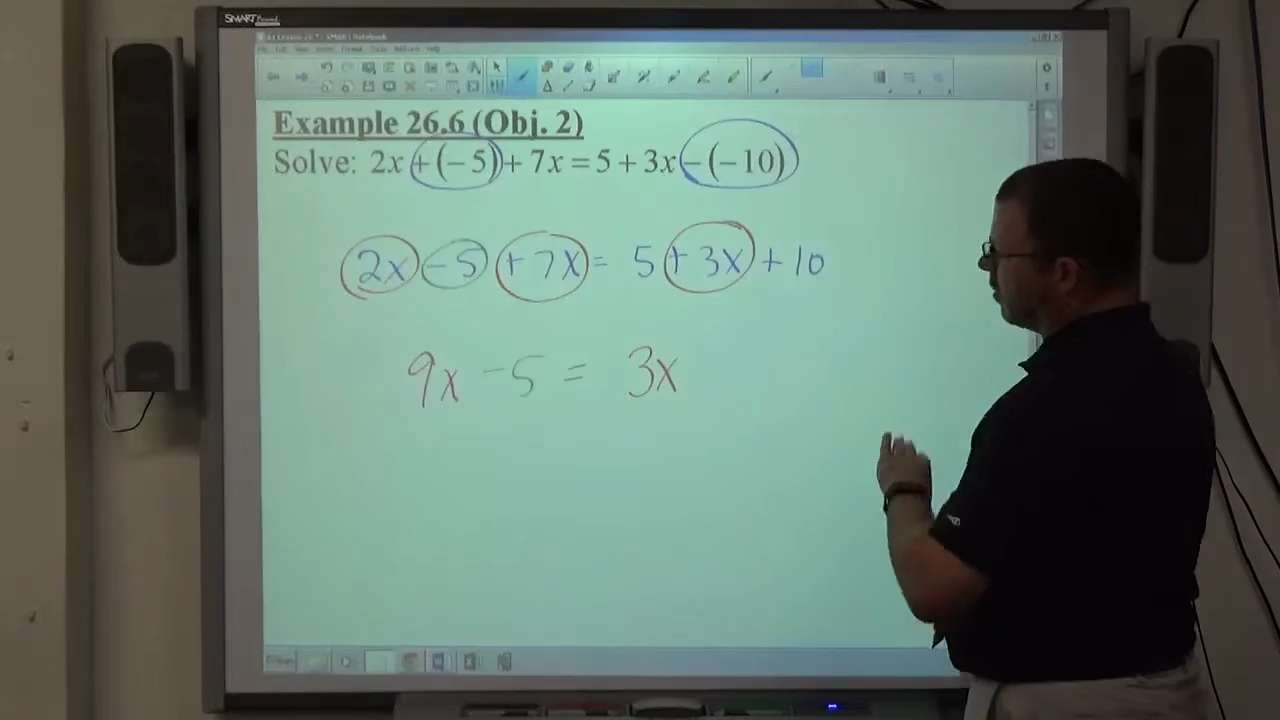 SMART
Example 26.6 (Obj. 2)
Solve: 2x + (−5) + 7x = 5 + 3x − (−10)
2x − 5 + 7x = 5 + 3x + 10
9x − 5 = 3x